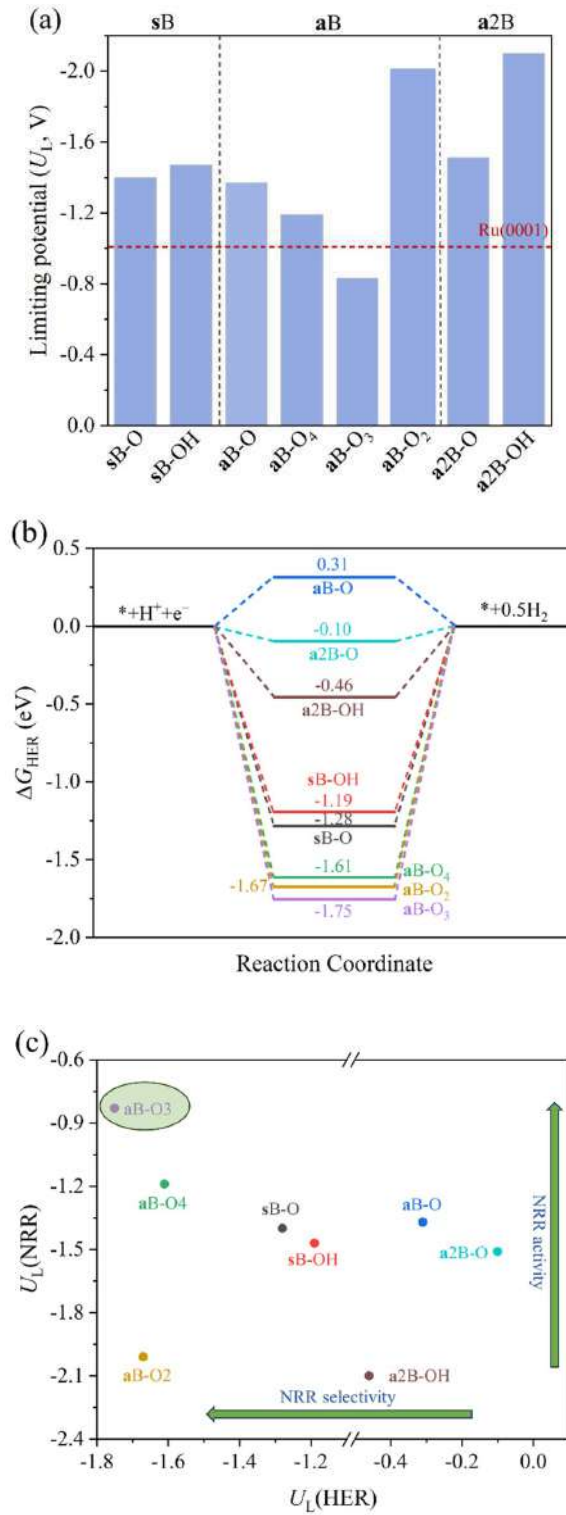 (a)
sB aB a2B
Limiting potential (U_L, V)
-2.0
-1.6
-1.2
-0.8
-0.4
0.0
Ru(0001)
sB-O
sB-OH
aB-O
aB-O₄
aB-O₃
aB-O₂
a2B-O
a2B-OH
(b)
ΔG_HER (eV)
0.5
0.0
-0.5
-1.0
-1.5
-2.0
*+H⁺+e⁻
*+0.5H₂
0.31
aB-O
-0.10
a2B-O
-0.46
a2B-OH
sB-OH
-1.19
-1.28
sB-O
-1.61 aB-O₄
-1.67 aB-O₂
-1.75 aB-O₃
Reaction Coordinate
(c)
U_L(NRR)
-0.6
-0.9
-1.2
-1.5
-1.8
-2.1
-2.4
aB-O3
aB-O4
sB-O
sB-OH
aB-O
a2B-O
aB-O2
a2B-OH
NRR activity
NRR selectivity
-1.8 -1.6 -1.4 -1.2 -0.4 -0.2 0.0
U_L(HER)